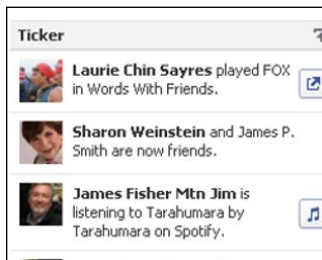 Ticker
Laurie Chin Sayres played FOX
in Words With Friends.
Sharon Weinstein and James P.
Smith are now friends.
James Fisher Mtn Jim is
listening to Tarahumara by
Tarahumara on Spotify.